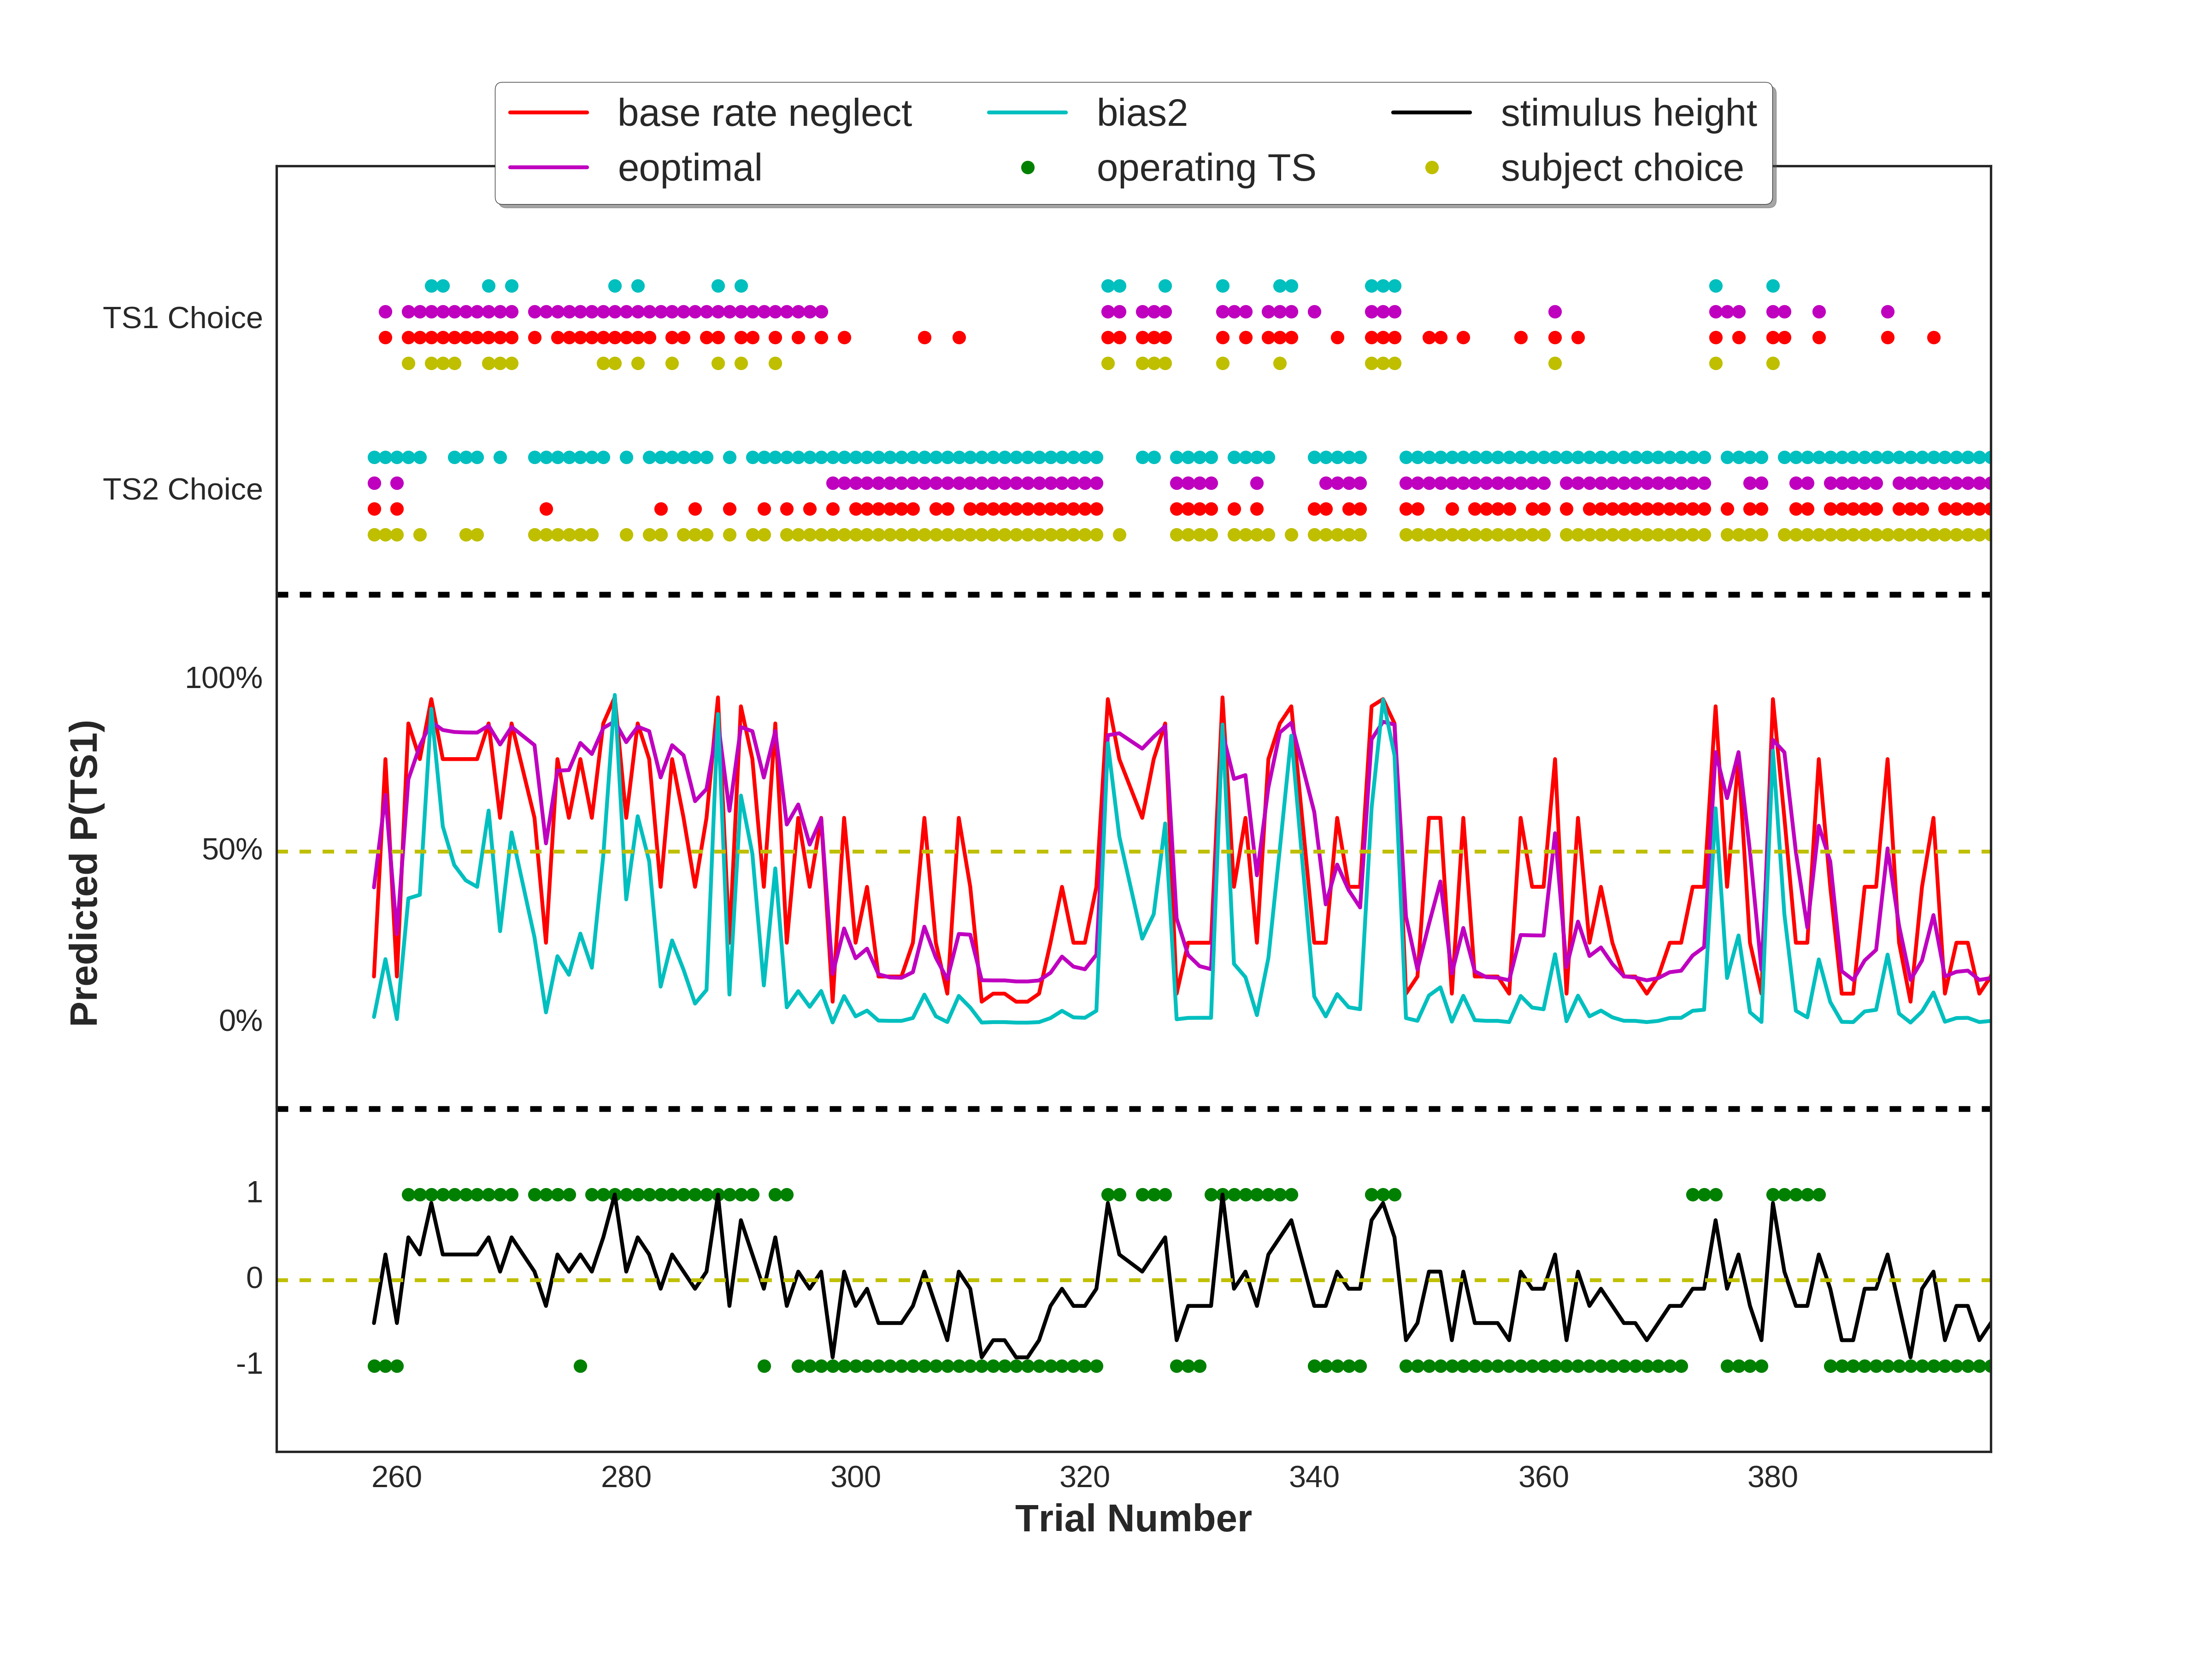 base rate neglect bias2 stimulus height
eoptimal operating TS subject choice
TS1 Choice
TS2 Choice
100%
50%
0%
Predicted P(TS1)
1
0
-1
260 280 300 320 340 360 380
Trial Number